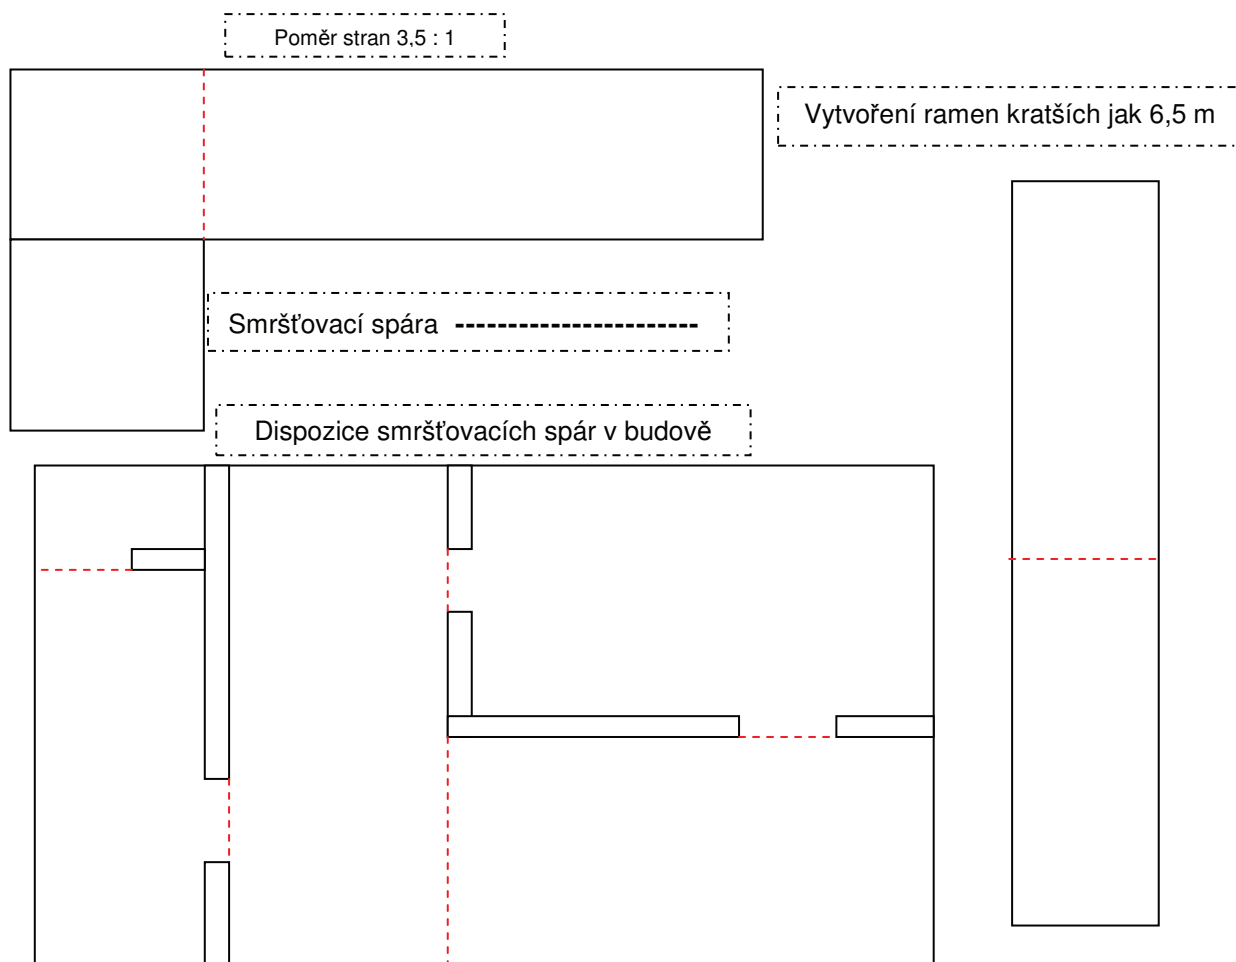 Poměr stran 3,5 : 1
Vytvoření ramen kratších jak 6,5 m
Smršťovací spára
Dispozice smršťovacích spár v budově